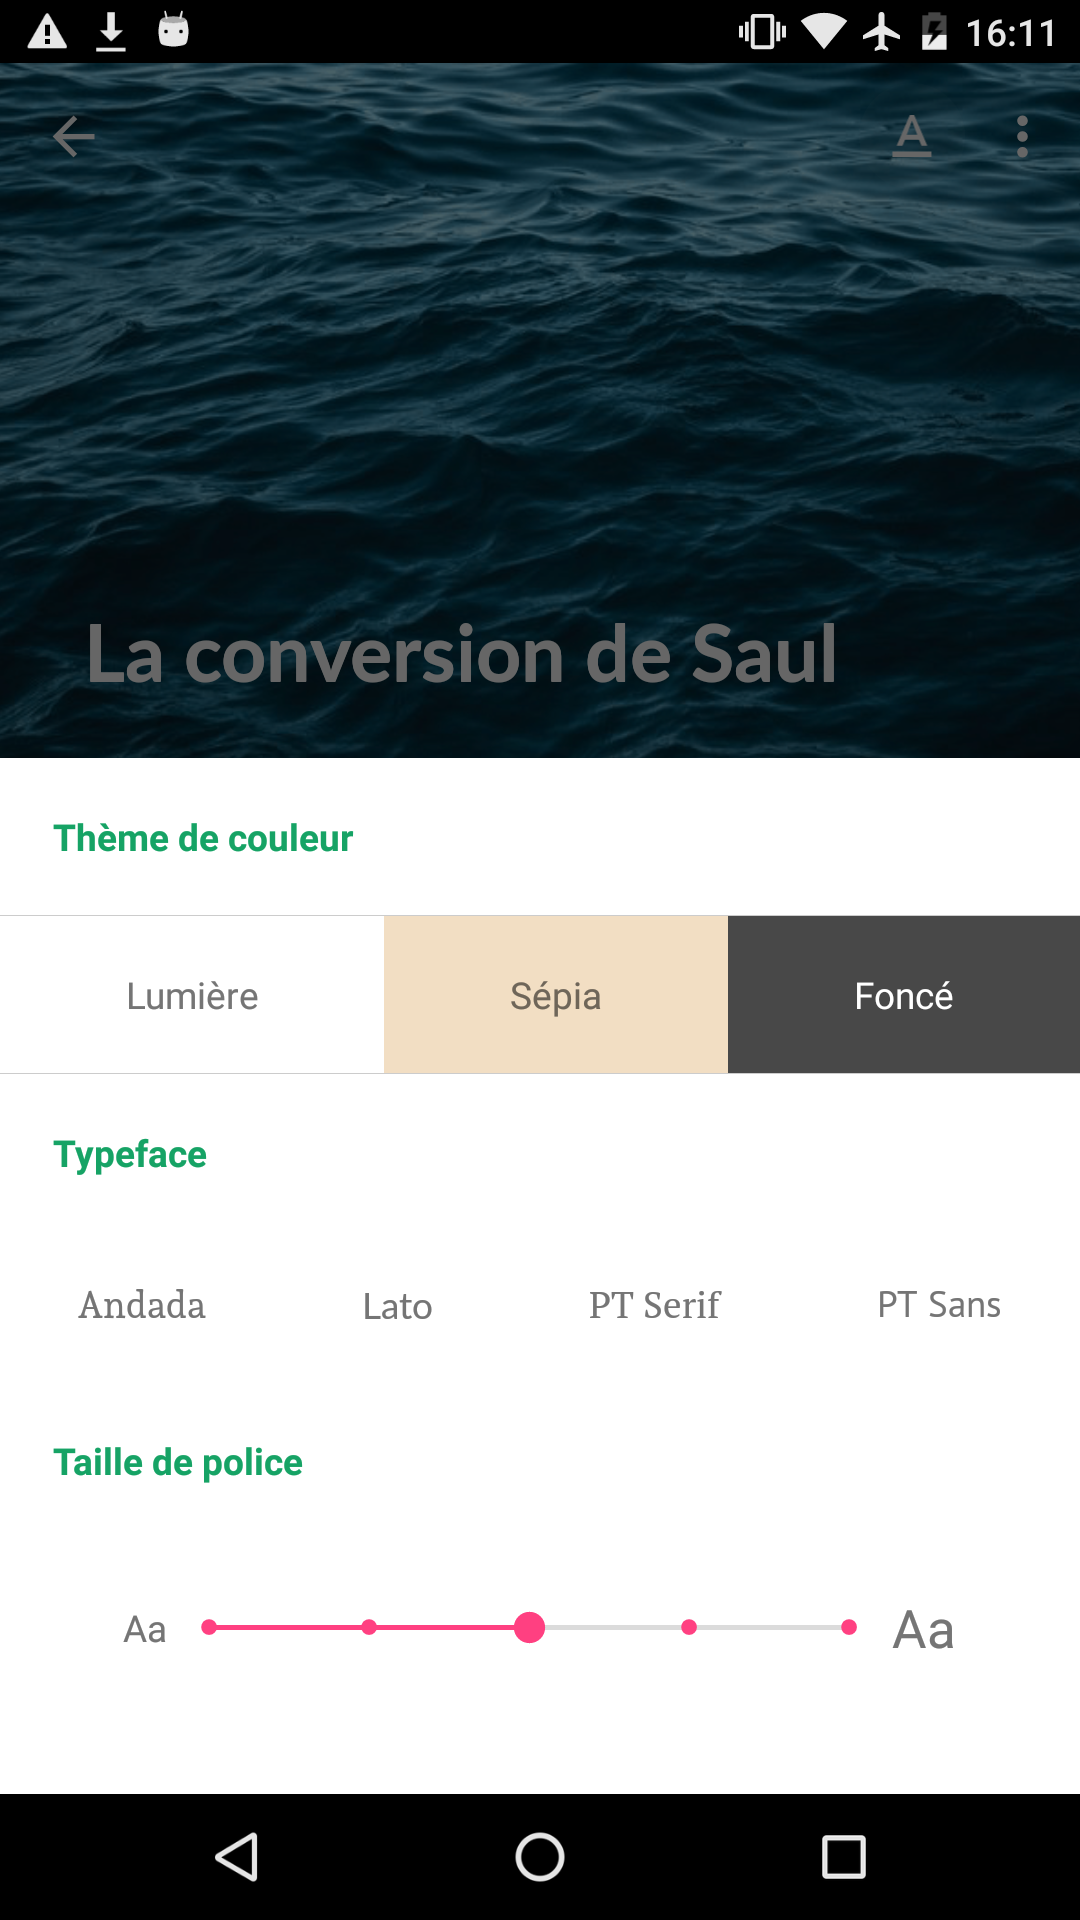 16:11
A
La conversion de Saul
Thème de couleur
Lumière Sépia Foncé
Typeface
Andada Lato PT Serif PT Sans
Taille de police
Aa Aa